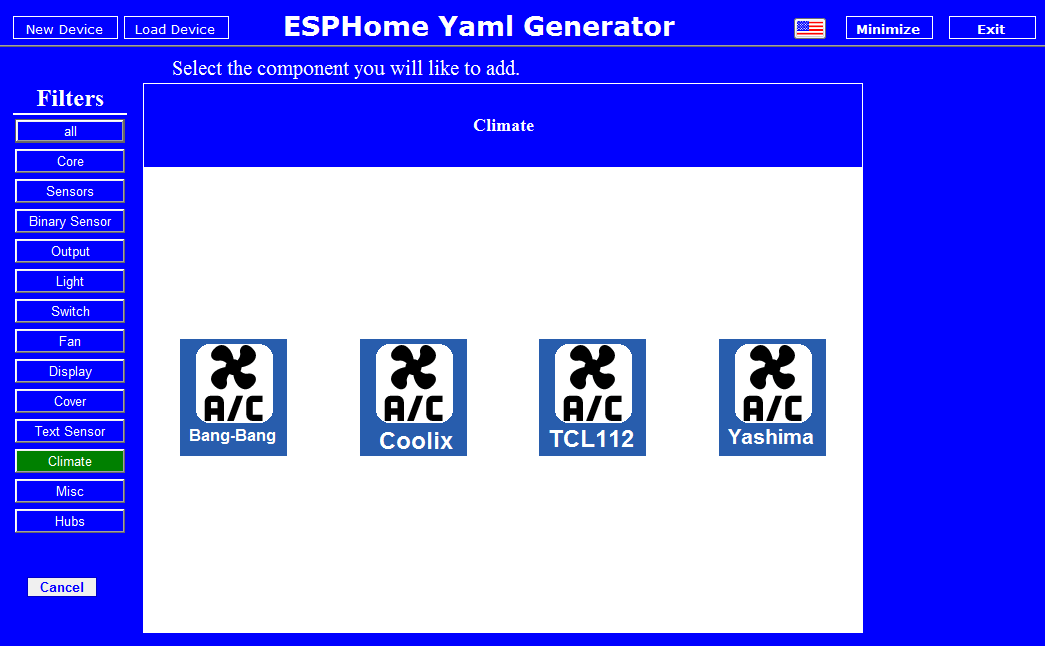 New Device
Load Device
ESPHome Yaml Generator
Minimize
Exit
Select the component you will like to add.
Filters
all
Core
Sensors
Binary Sensor
Output
Light
Switch
Fan
Display
Cover
Text Sensor
Climate
Misc
Hubs
Cancel
Climate
A/C
Bang-Bang
A/C
Coolix
A/C
TCL112
A/C
Yashima